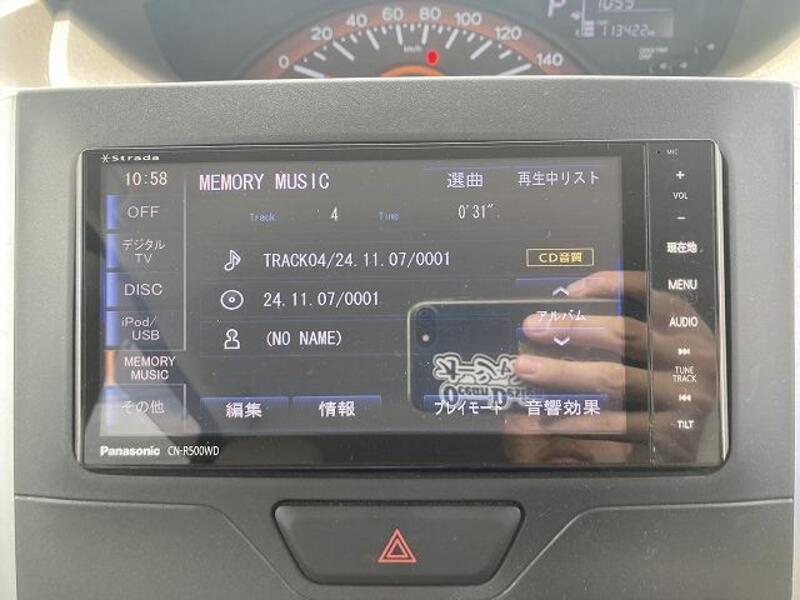 0 20 40 60 80 100 120 140
km/h
P
113422
Strada
MIC
10:58 MEMORY MUSIC 選曲 再生中リスト
OFF Track 4 Time 0'31"
デジタル
TV
TRACK04/24.11.07/0001 CD音質
DISC 24.11.07/0001
iPod/
USB
アルバム
(NO NAME)
MEMORY
MUSIC
その他 編集 情報 プレイモード 音響効果
Ocean Design
+
VOL
-
現在地
MENU
AUDIO
TUNE
TRACK
TILT
Panasonic CN-R500WD